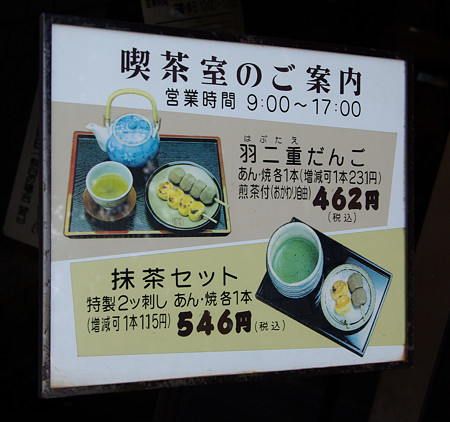 喫茶室のご案内
営業時間 9:00〜17:00
はぶたえ
羽二重だんご
あん・焼 各1本(増減可1本231円)
煎茶付(おかわり自由) 462円
(税込)
抹茶セット
特製2ッ刺し あん・焼 各1本
(増減可1本115円) 546円 (税込)